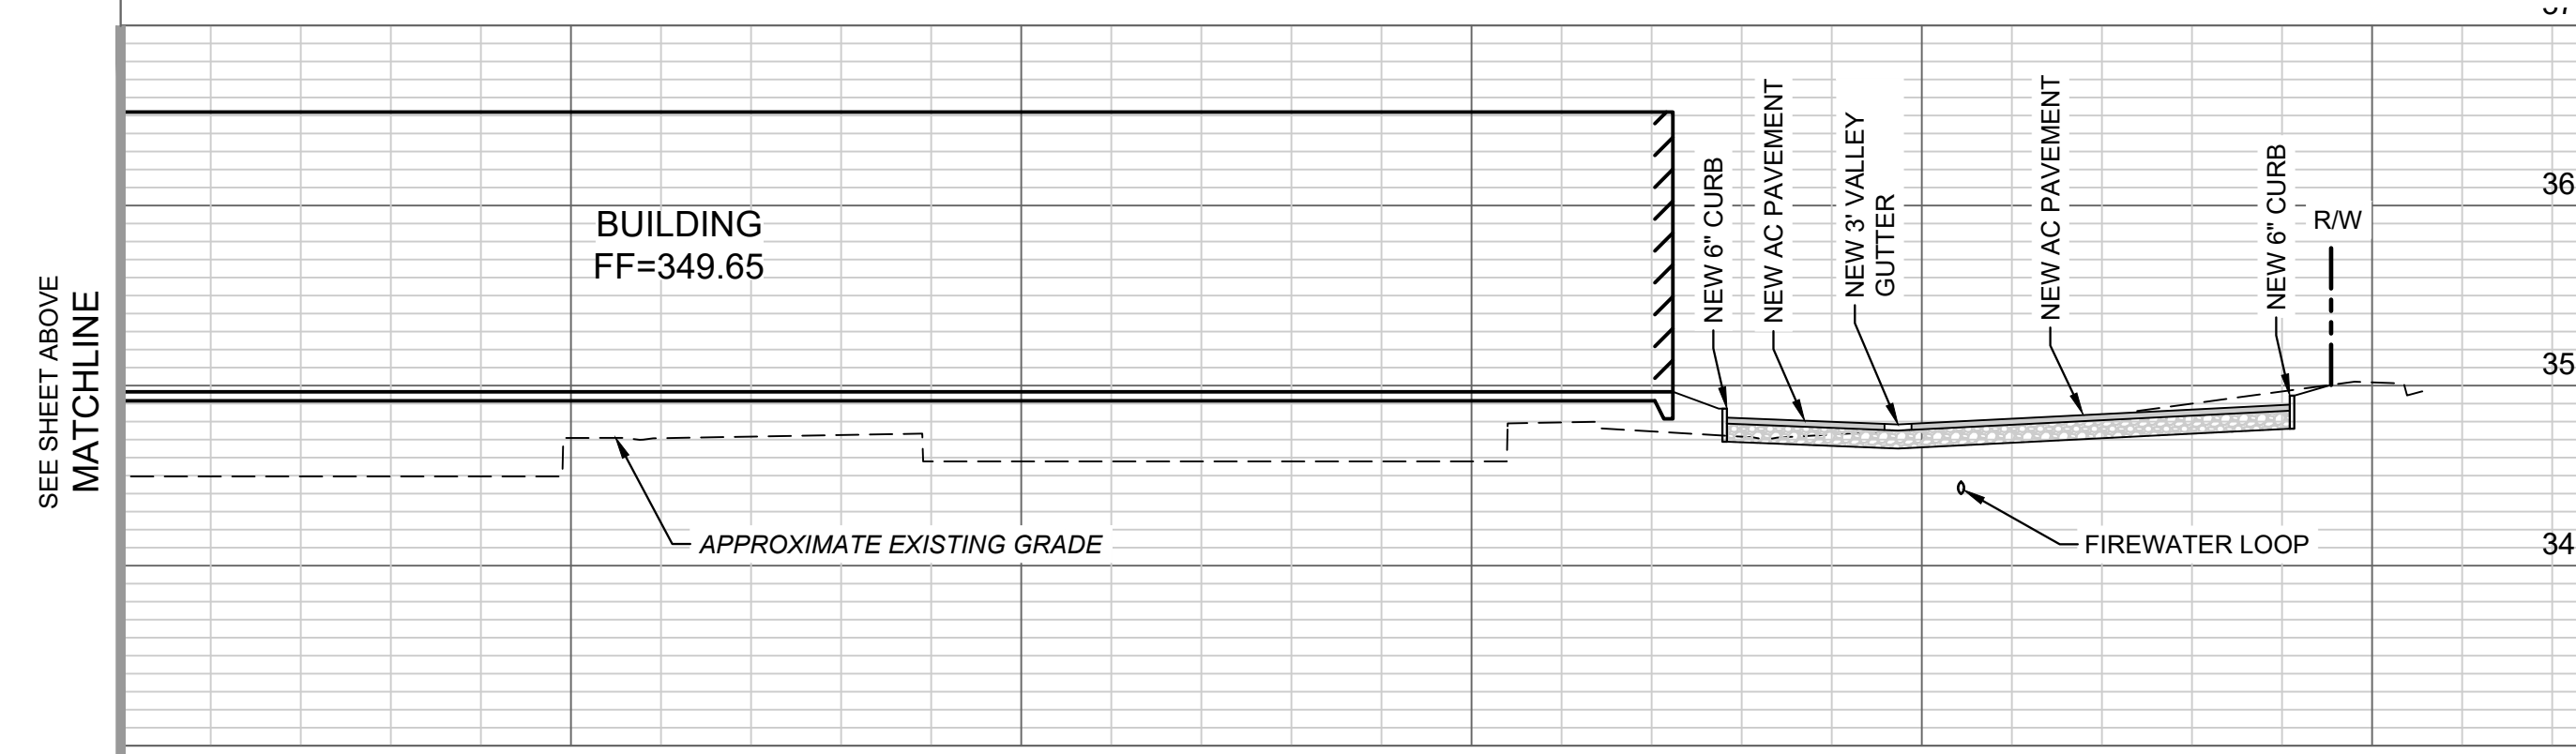 SEE SHEET ABOVE
MATCHLINE
BUILDING
FF=349.65
APPROXIMATE EXISTING GRADE
NEW 6" CURB
NEW AC PAVEMENT
NEW 3' VALLEY
GUTTER
NEW AC PAVEMENT
NEW 6" CURB
R/W
FIREWATER LOOP
36
35
34